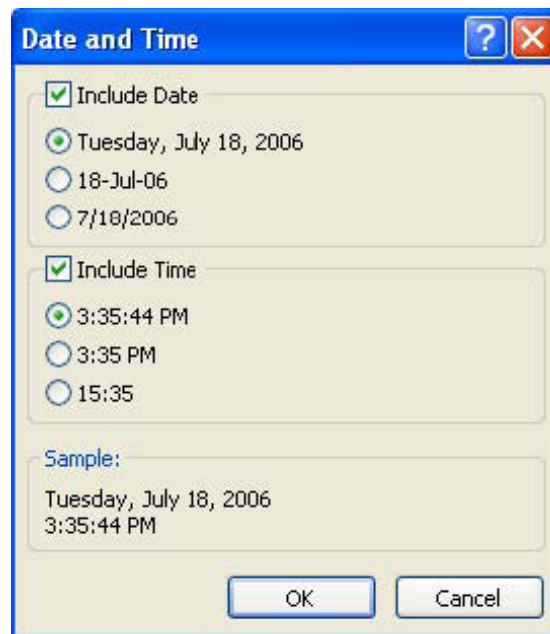 Date and Time
?
Include Date
Tuesday, July 18, 2006
18-Jul-06
7/18/2006
Include Time
3:35:44 PM
3:35 PM
15:35
Sample:
Tuesday, July 18, 2006
3:35:44 PM
OK Cancel